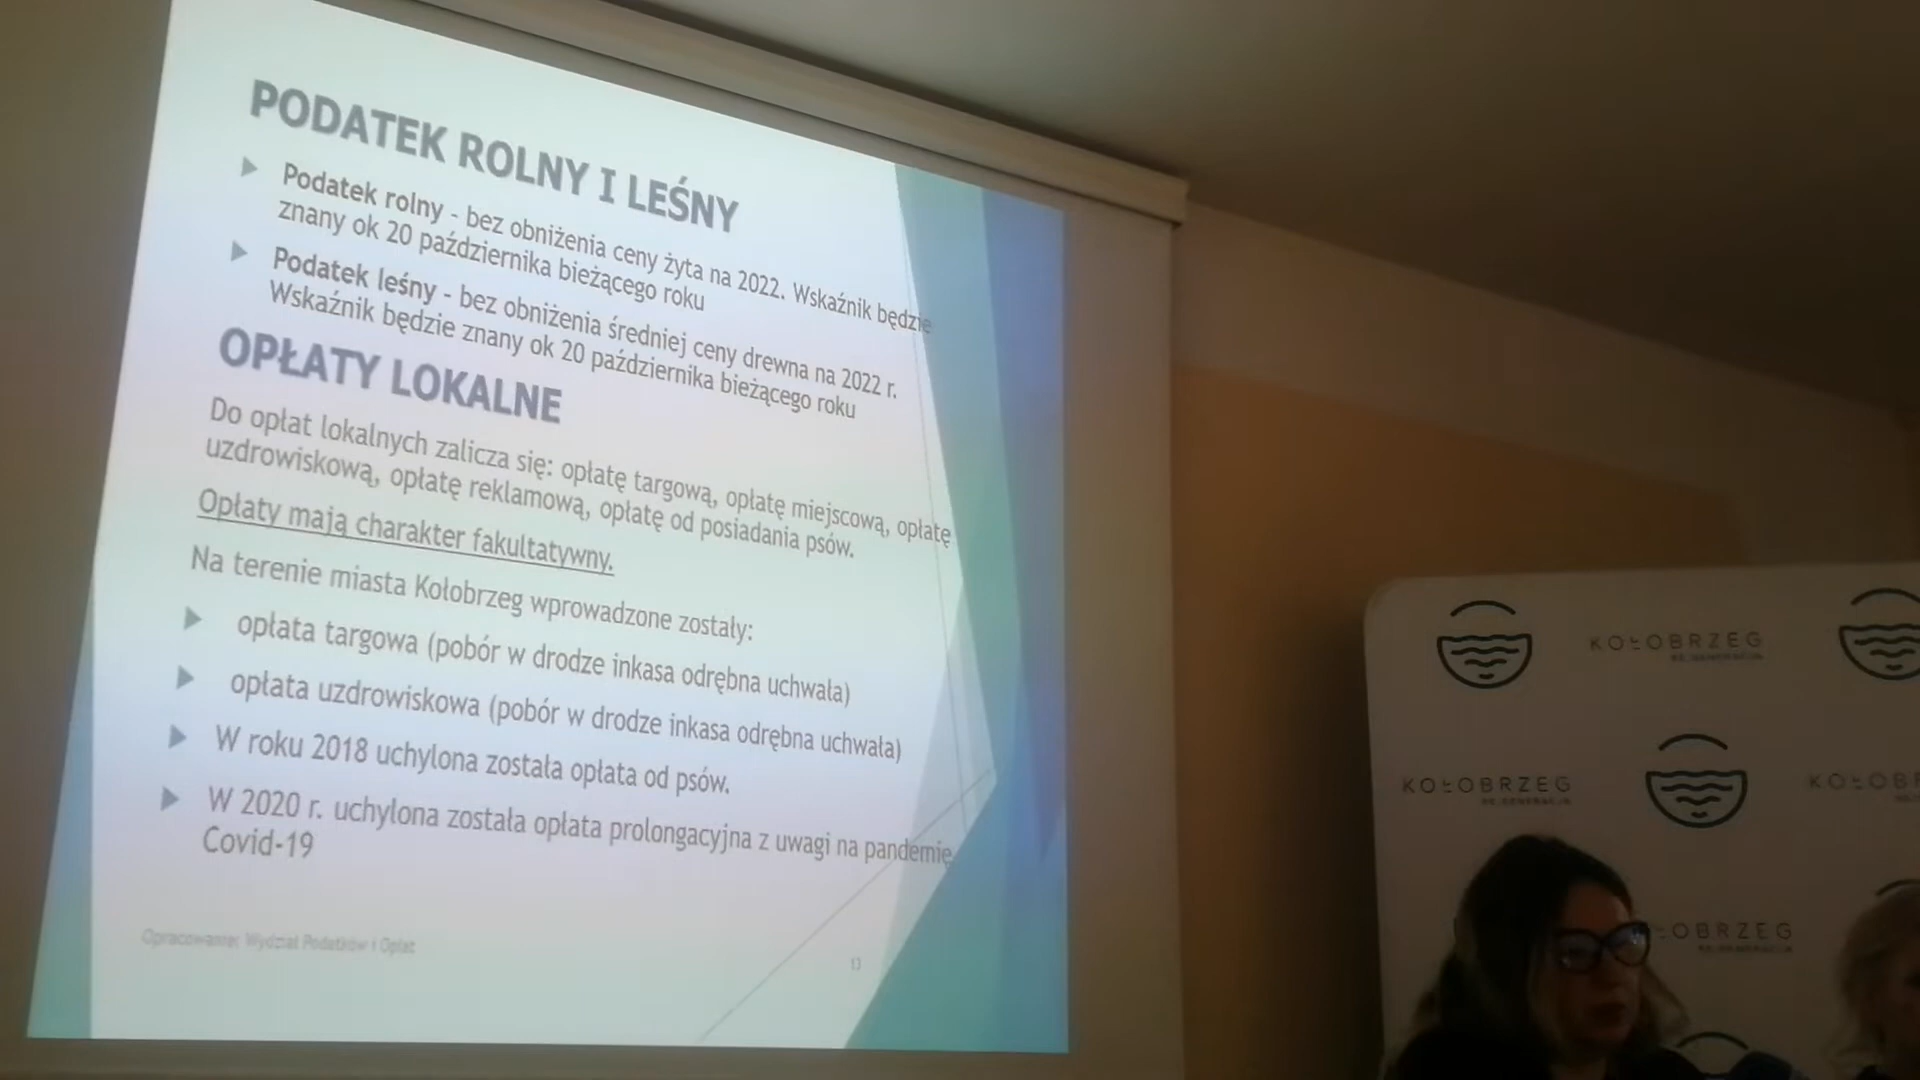 PODATEK ROLNY I LEŚNY
Podatek rolny - bez obniżenia ceny żyta na 2022. Wskaźnik będzie
znany ok 20 października bieżącego roku
Podatek leśny - bez obniżenia średniej ceny drewna na 2022 r.
Wskaźnik będzie znany ok 20 października bieżącego roku
OPŁATY LOKALNE
Do opłat lokalnych zalicza się: opłatę targową, opłatę miejscową, opłatę
uzdrowiskową, opłatę reklamową, opłatę od posiadania psów.
Opłaty mają charakter fakultatywny.
Na terenie miasta Kołobrzeg wprowadzone zostały:
opłata targowa (pobór w drodze inkasa odrębna uchwała)
opłata uzdrowiskowa (pobór w drodze inkasa odrębna uchwała)
W roku 2018 uchylona została opłata od psów.
W 2020 r. uchylona została opłata prolongacyjna z uwagi na pandemię
Covid-19
Opracowanie: Wydział Podatków i Opłat
13
KOŁOBRZEG
KOŁOBRZEG